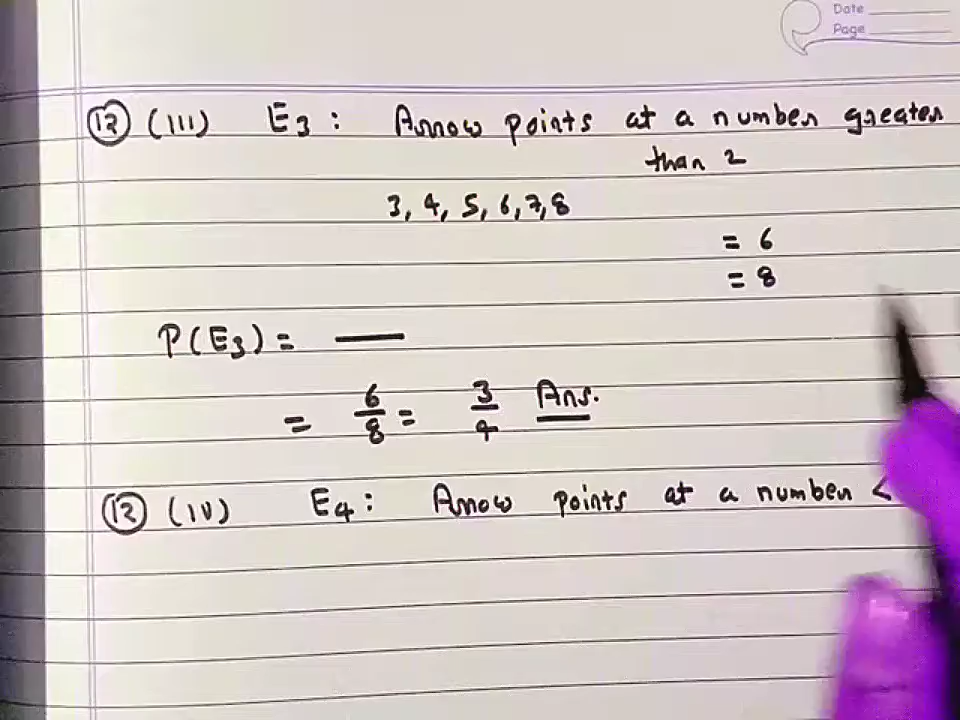 Date
Page
12 (iii) E3 : Arrow points at a number greater
than 2
3, 4, 5, 6, 7, 8
= 6
= 8
P(E3) =
= 6/8 = 3/4 Ans.
12 (iv) E4 : Arrow points at a number <